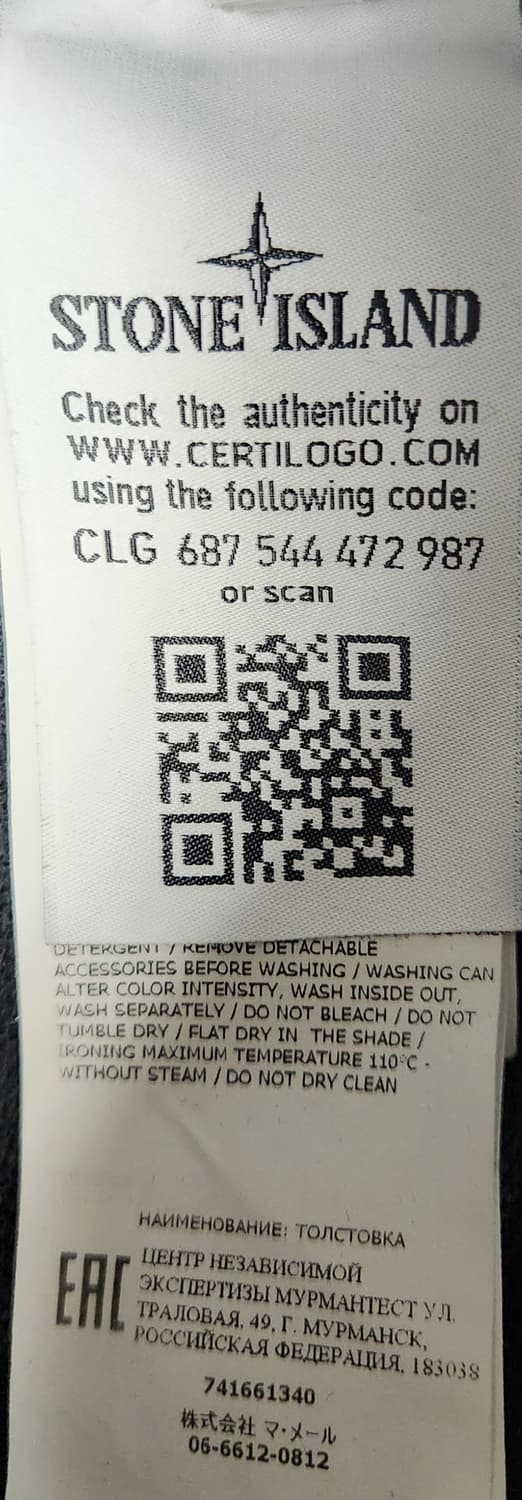 STONE ISLAND
Check the authenticity on
WWW.CERTILOGO.COM
using the following code:
CLG 687 544 472 987
or scan
DETERGENT / REMOVE DETACHABLE
ACCESSORIES BEFORE WASHING / WASHING CAN
ALTER COLOR INTENSITY, WASH INSIDE OUT,
WASH SEPARATELY / DO NOT BLEACH / DO NOT
TUMBLE DRY / FLAT DRY IN THE SHADE /
IRONING MAXIMUM TEMPERATURE 110°C -
WITHOUT STEAM / DO NOT DRY CLEAN
НАИМЕНОВАНИЕ: ТОЛСТОВКА
EAC
ЦЕНТР НЕЗАВИСИМОЙ
ЭКСПЕРТИЗЫ МУРМАНТЕСТ УЛ.
ТРАЛОВАЯ, 49, Г. МУРМАНСК,
РОССИЙСКАЯ ФЕДЕРАЦИЯ, 183038
741661340
株式会社 マ・メール
06-6612-0812